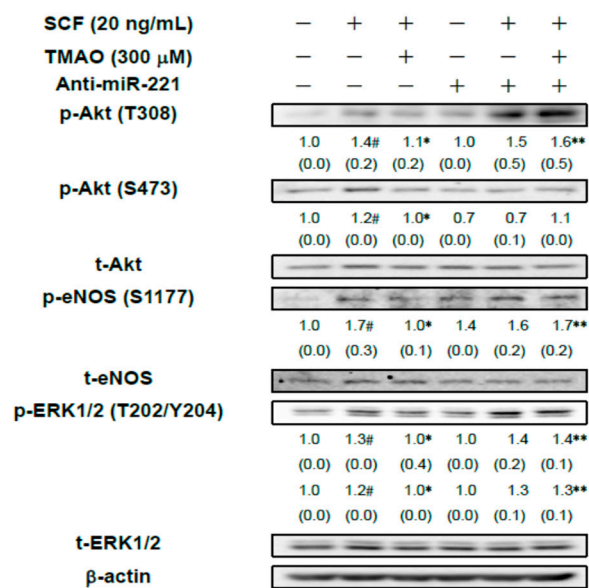 SCF (20 ng/mL) − + + − + +
TMAO (300 μM) − − + − − +
Anti-miR-221 − − − + + +
p-Akt (T308)
1.0 1.4# 1.1* 1.0 1.5 1.6**
(0.0) (0.2) (0.2) (0.0) (0.5) (0.5)
p-Akt (S473)
1.0 1.2# 1.0* 0.7 0.7 1.1
(0.0) (0.0) (0.0) (0.0) (0.1) (0.0)
t-Akt
p-eNOS (S1177)
1.0 1.7# 1.0* 1.4 1.6 1.7**
(0.0) (0.3) (0.1) (0.0) (0.2) (0.2)
t-eNOS
p-ERK1/2 (T202/Y204)
1.0 1.3# 1.0* 1.0 1.4 1.4**
(0.0) (0.0) (0.4) (0.0) (0.2) (0.1)
1.0 1.2# 1.0* 1.0 1.3 1.3**
(0.0) (0.0) (0.0) (0.0) (0.1) (0.1)
t-ERK1/2
β-actin